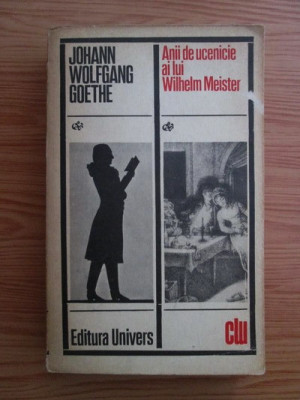 JOHANN
WOLFGANG
GOETHE
Anii de ucenicie
ai lui
Wilhelm Meister
Editura Univers
clu